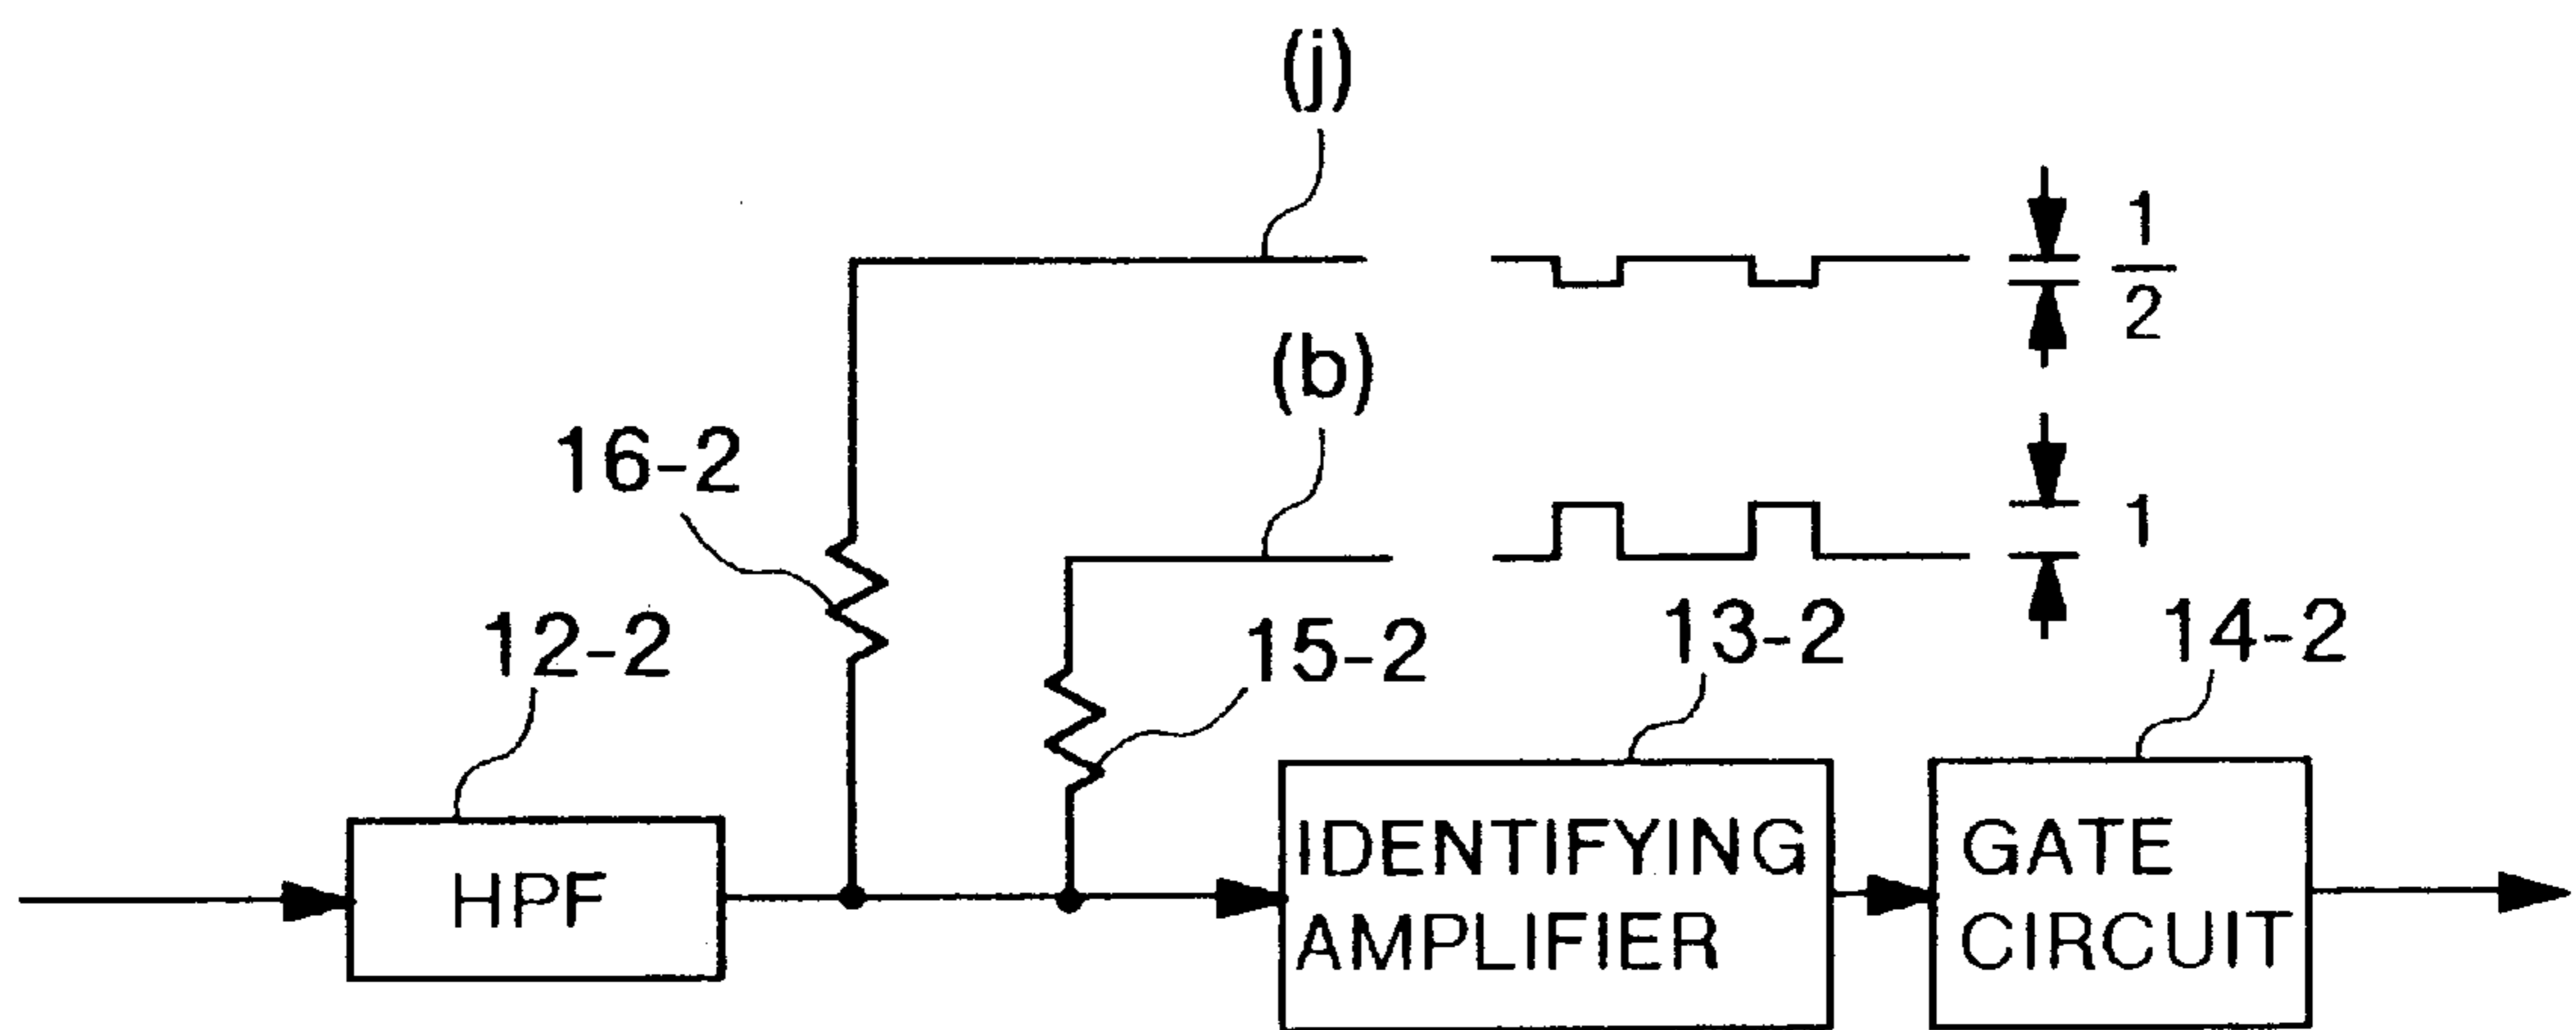 (j)
1
2
(b)
16-2
1
12-2
15-2
13-2
14-2
HPF
IDENTIFYING
AMPLIFIER
GATE
CIRCUIT